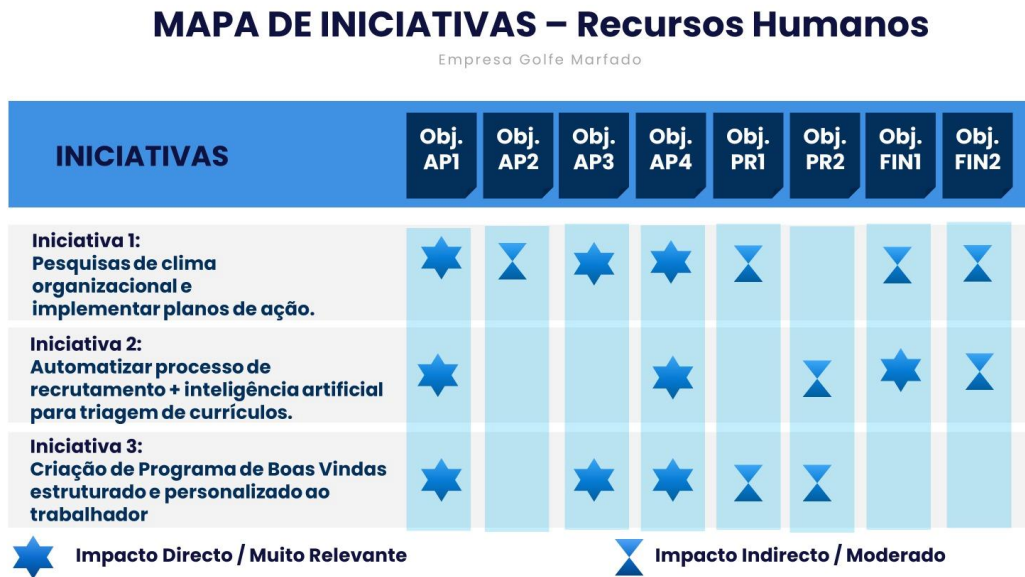 MAPA DE INICIATIVAS – Recursos Humanos
Empresa Golfe Marfado
INICIATIVAS
Obj. AP1
Obj. AP2
Obj. AP3
Obj. AP4
Obj. PR1
Obj. PR2
Obj. FIN1
Obj. FIN2
Iniciativa 1:
Pesquisas de clima
organizacional e
implementar planos de ação.
Iniciativa 2:
Automatizar processo de
recrutamento + inteligência artificial
para triagem de currículos.
Iniciativa 3:
Criação de Programa de Boas Vindas
estruturado e personalizado ao
trabalhador
Impacto Directo / Muito Relevante
Impacto Indirecto / Moderado